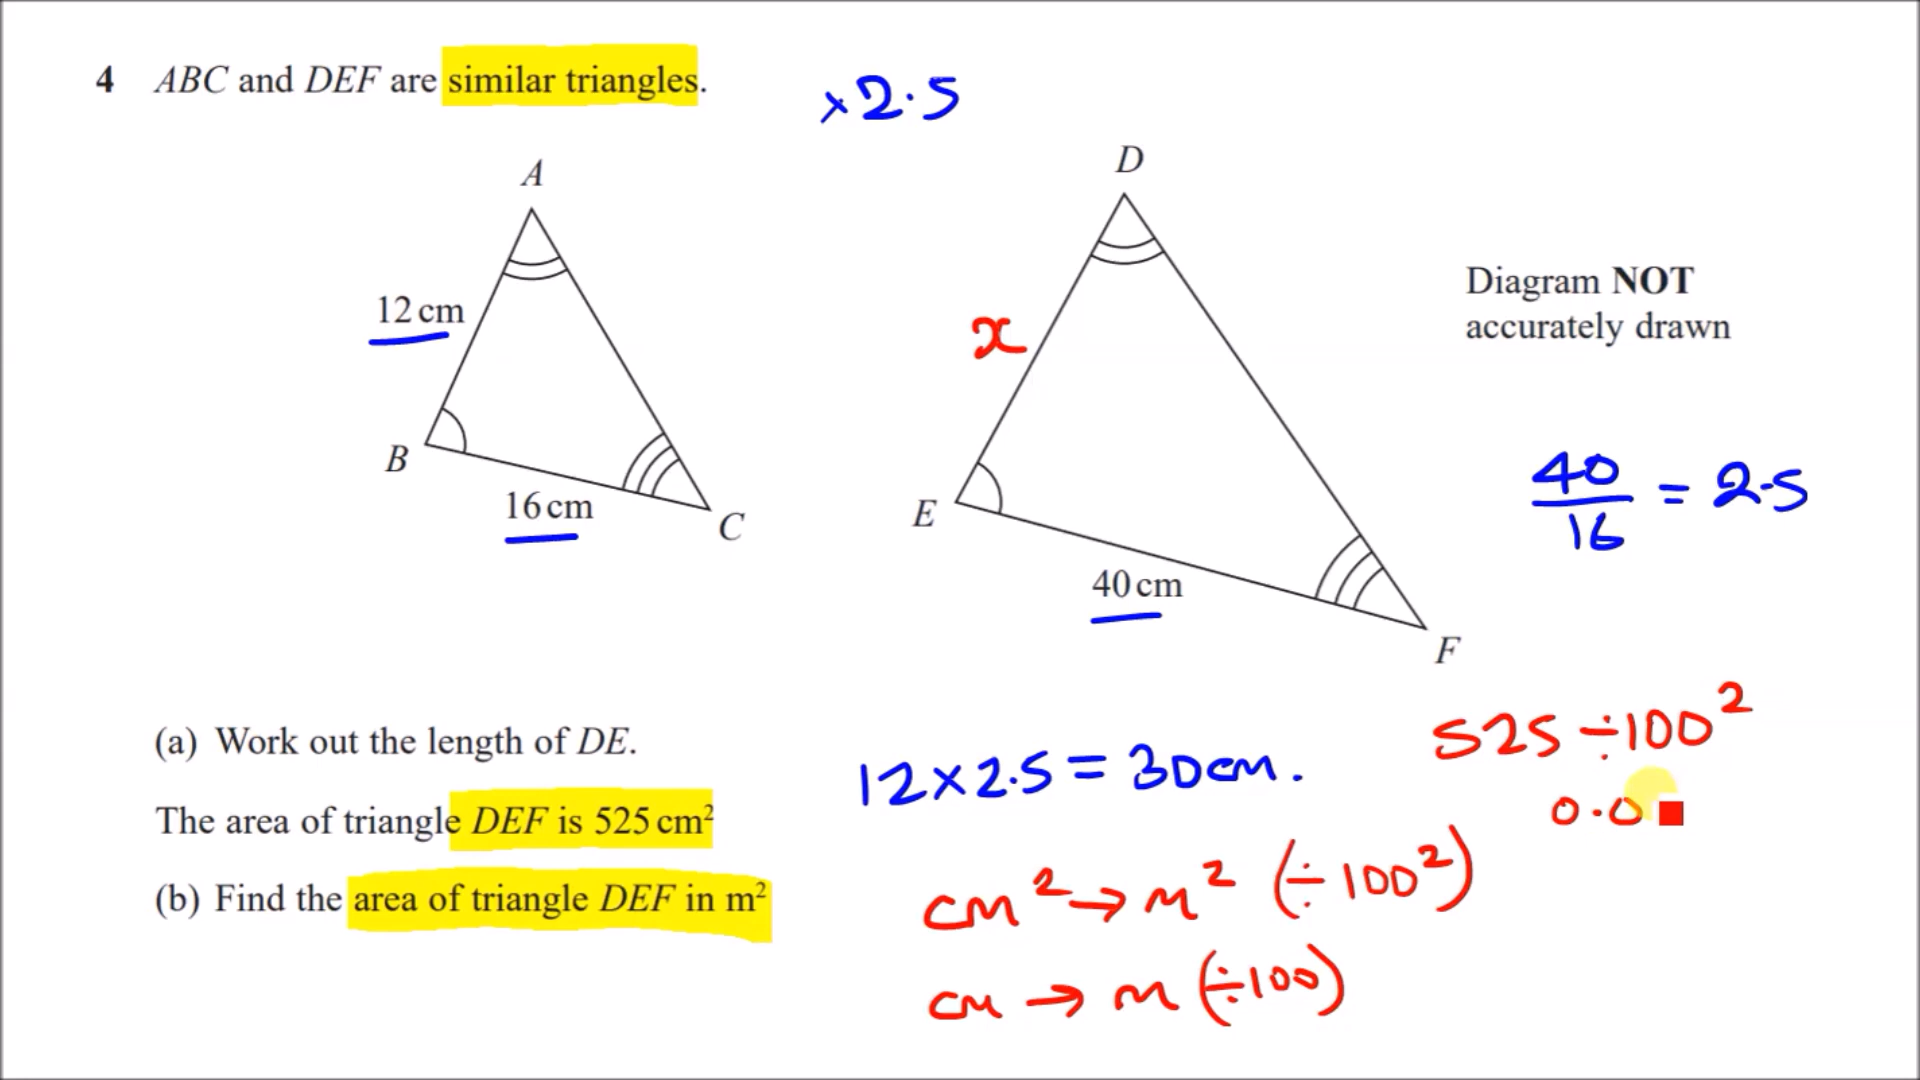 4 ABC and DEF are similar triangles.
×2.5
A
D
12 cm
x
Diagram NOT
accurately drawn
B
16 cm
C
E
40 cm
F
40/16 = 2.5
(a) Work out the length of DE.
12×2.5 = 30cm.
525 ÷100²
0.0
The area of triangle DEF is 525 cm²
(b) Find the area of triangle DEF in m²
cm² → m² (÷100²)
cm → m (÷100)